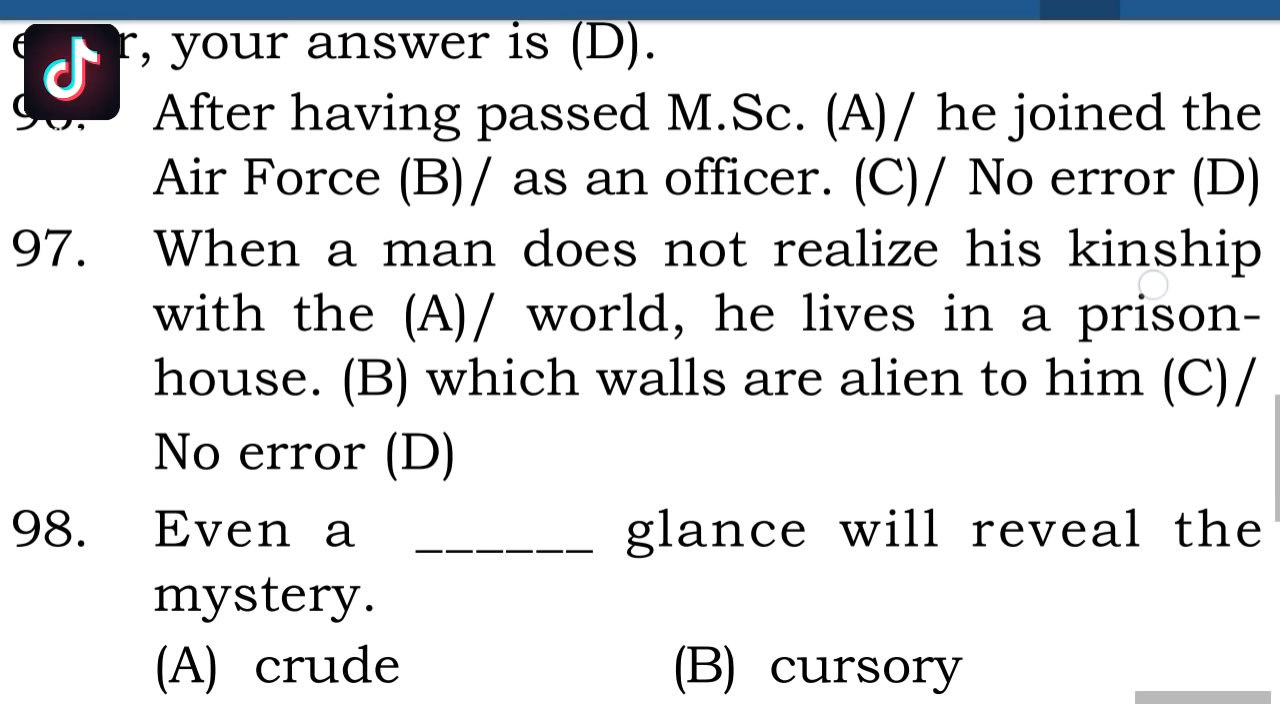 r, your answer is (D).
After having passed M.Sc. (A)/ he joined the
Air Force (B)/ as an officer. (C)/ No error (D)
97. When a man does not realize his kinship
with the (A)/ world, he lives in a prison-
house. (B) which walls are alien to him (C)/
No error (D)
98. Even a ______ glance will reveal the
mystery.
(A) crude (B) cursory